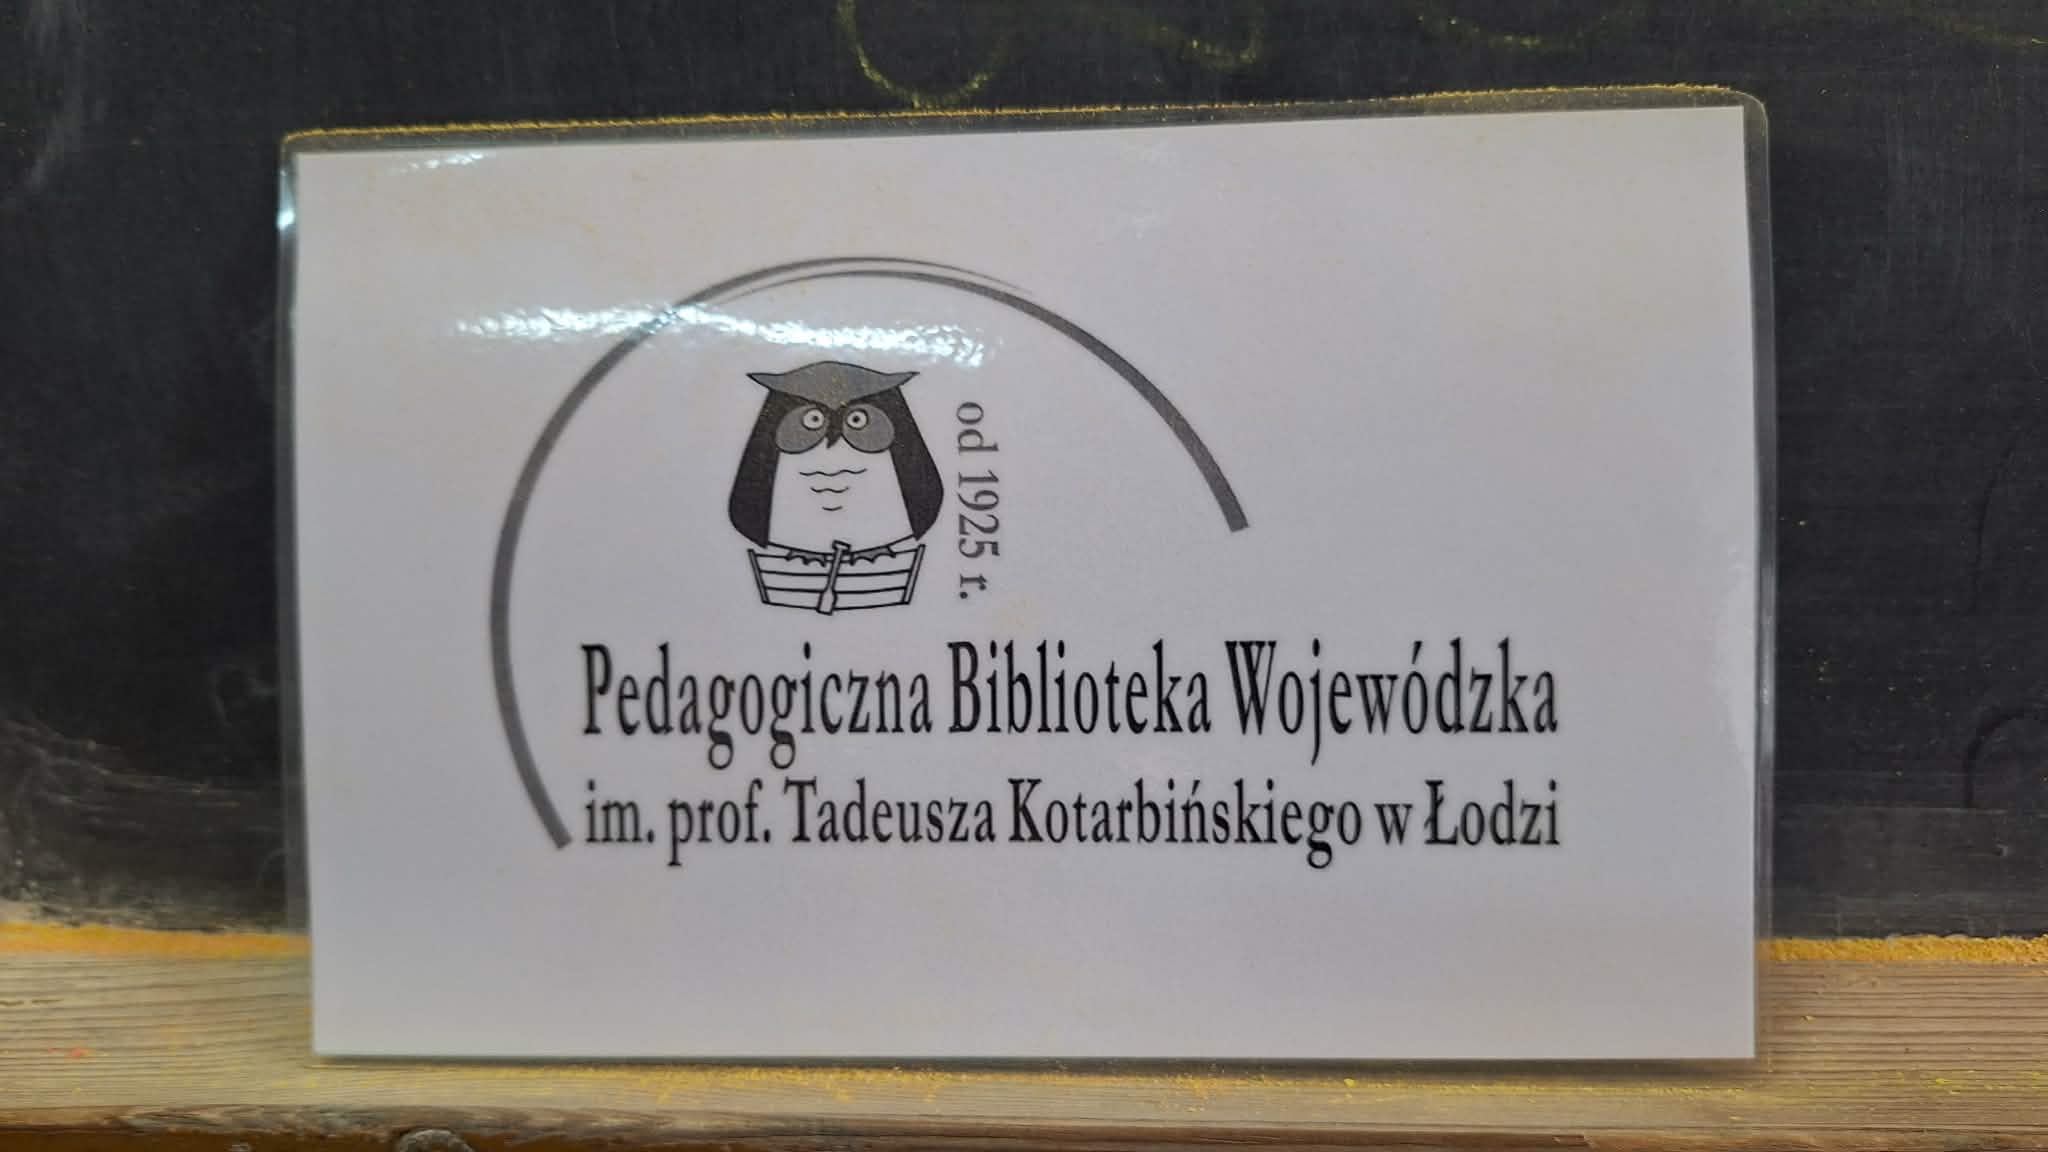 od 1925 r.
Pedagogiczna Biblioteka Wojewódzka
im. prof. Tadeusza Kotarbińskiego w Łodzi